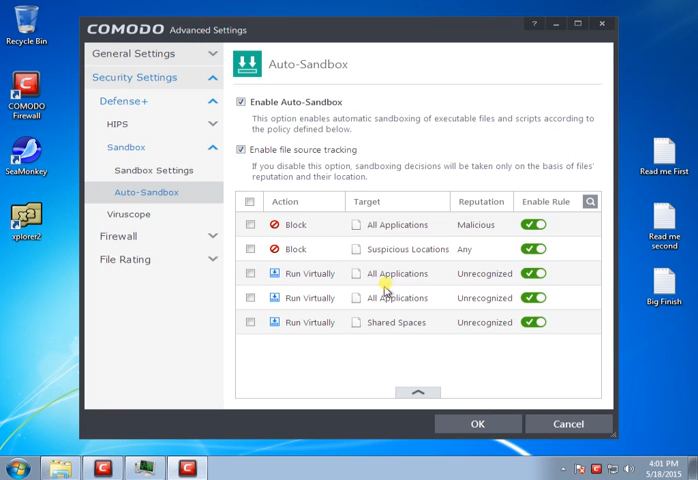 Recycle Bin
COMODO
Firewall
SeaMonkey
xplorer2
COMODO Advanced Settings
?
General Settings
Security Settings
Defense+
HIPS
Sandbox
Sandbox Settings
Auto-Sandbox
Viruscope
Firewall
File Rating
Auto-Sandbox
Enable Auto-Sandbox
This option enables automatic sandboxing of executable files and scripts according to
the policy defined below.
Enable file source tracking
If you disable this option, sandboxing decisions will be taken only on the basis of files'
reputation and their location.
Action Target Reputation Enable Rule
Block All Applications Malicious
Block Suspicious Locations Any
Run Virtually All Applications Unrecognized
Run Virtually All Applications Unrecognized
Run Virtually Shared Spaces Unrecognized
OK Cancel
Read me First
Read me
second
Big Finish
4:01 PM
5/18/2015